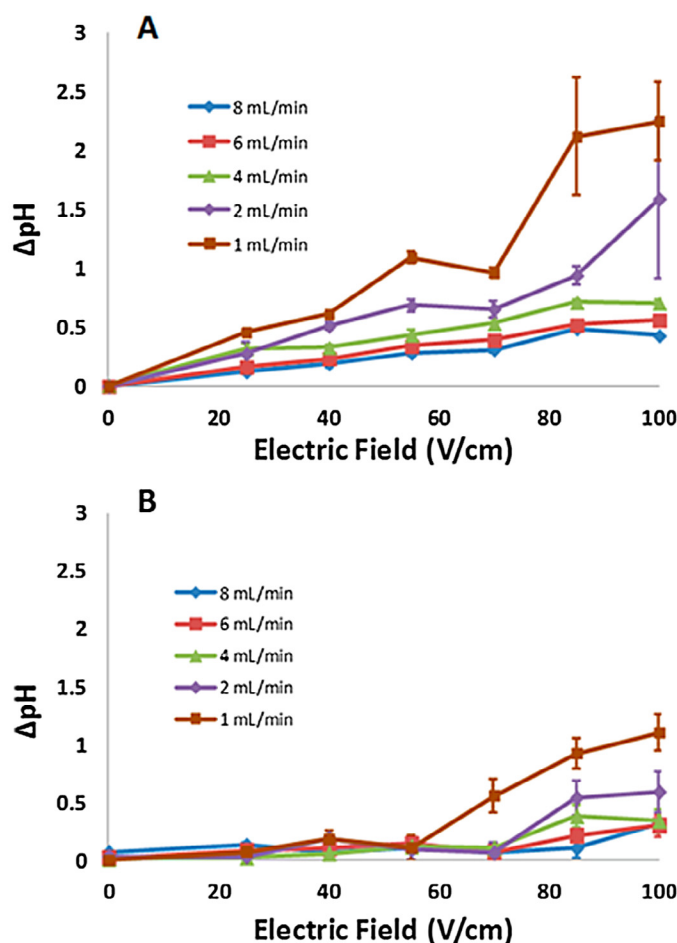 A
3
2.5
2
1.5
1
0.5
0
ΔpH
8 mL/min
6 mL/min
4 mL/min
2 mL/min
1 mL/min
0 20 40 60 80 100
Electric Field (V/cm)
B
3
2.5
2
1.5
1
0.5
0
ΔpH
8 mL/min
6 mL/min
4 mL/min
2 mL/min
1 mL/min
0 20 40 60 80 100
Electric Field (V/cm)